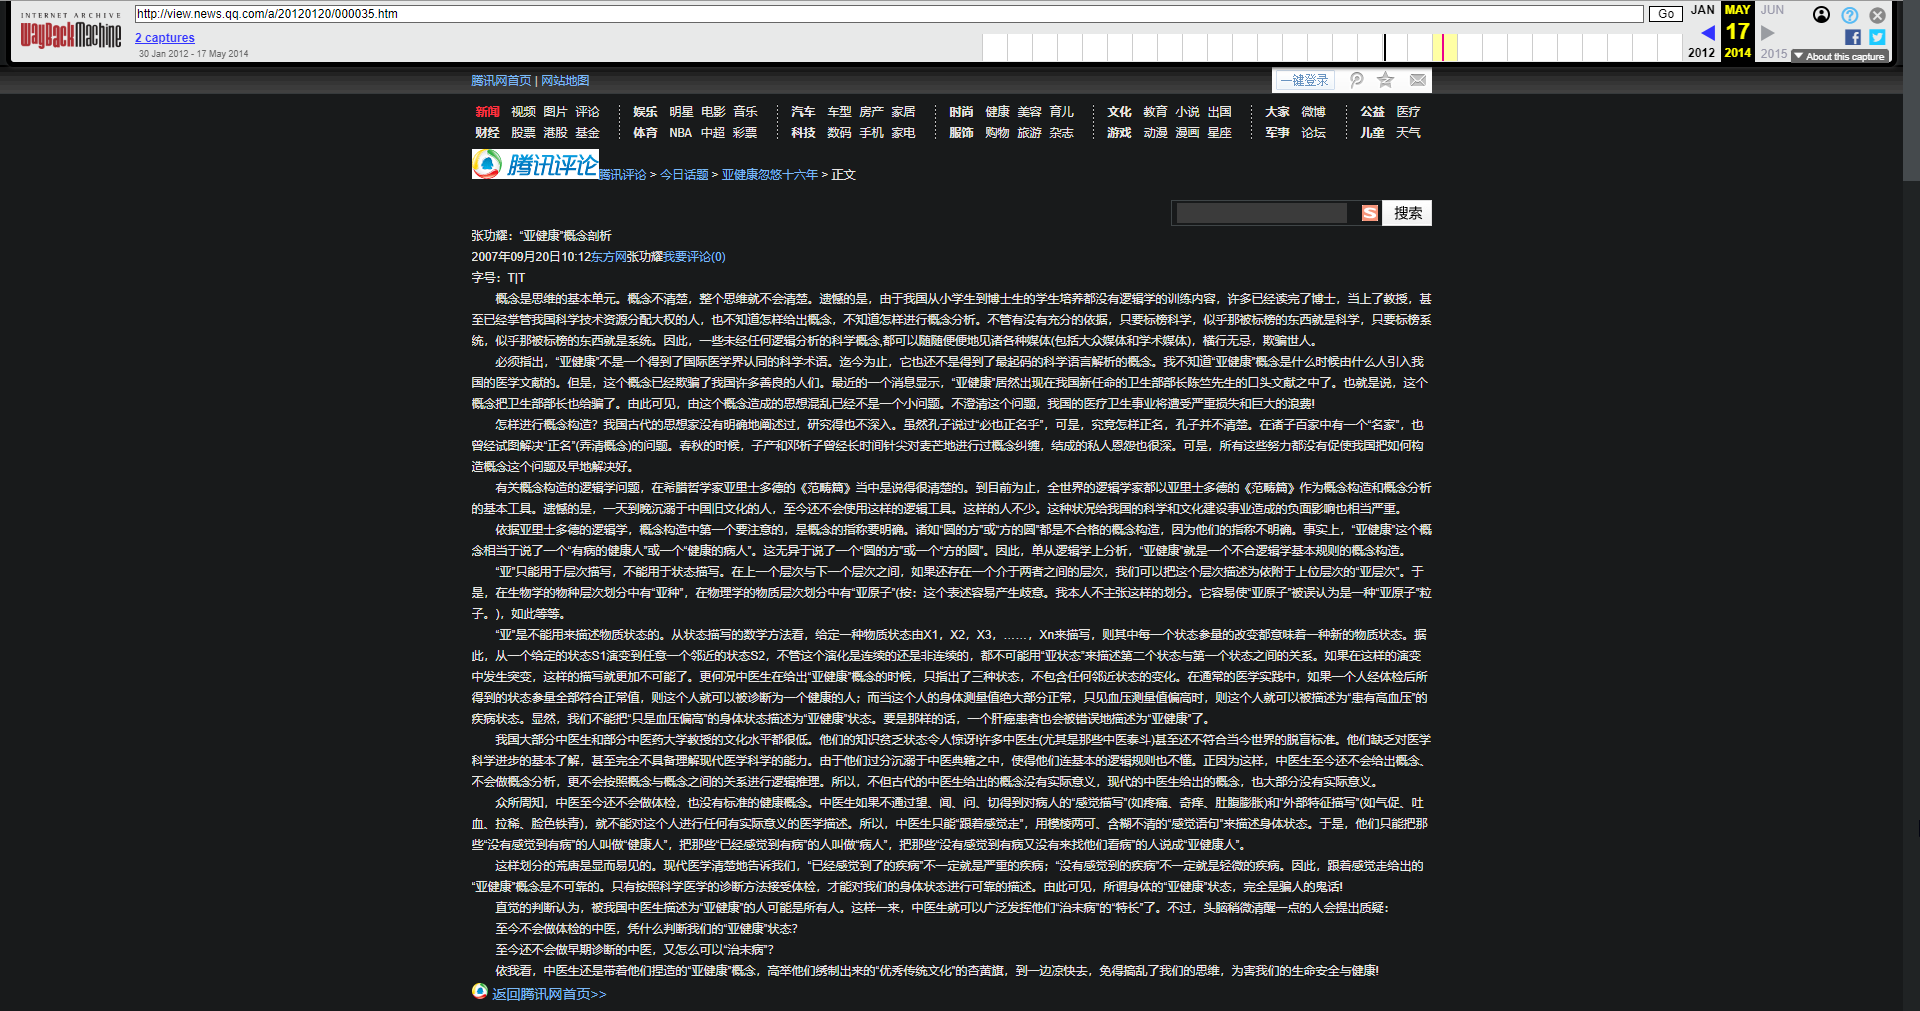 INTERNET ARCHIVE
WayBackMachine
http://view.news.qq.com/a/20120120/000035.htm
Go
JAN MAY JUN
2 captures
17
30 Jan 2012 - 17 May 2014
2012 2014 2015
About this capture
腾讯网首页 | 网站地图
一键登录
新闻 视频 图片 评论 娱乐 明星 电影 音乐 汽车 车型 房产 家居 时尚 健康 美容 育儿 文化 教育 小说 出国 大家 微博 公益 医疗
财经 股票 港股 基金 体育 NBA 中超 彩票 科技 数码 手机 家电 服饰 购物 旅游 杂志 游戏 动漫 漫画 星座 军事 论坛 儿童 天气
腾讯评论 腾讯评论 > 今日话题 > 亚健康忽悠十六年 > 正文
搜索
张功耀：“亚健康”概念剖析
2007年09月20日10:12东方网张功耀我要评论(0)
字号：T|T
概念是思维的基本单元。概念不清楚，整个思维就不会清楚。遗憾的是，由于我国从小学生到博士生的学生培养都没有逻辑学的训练内容，许多已经读完了博士，当上了教授，甚
至已经掌管我国科学技术资源分配大权的人，也不知道怎样给出概念，不知道怎样进行概念分析。不管有没有充分的依据，只要标榜科学，似乎那被标榜的东西就是科学，只要标榜系
统，似乎那被标榜的东西就是系统。因此，一些未经任何逻辑分析的科学概念,都可以随随便便地见诸各种媒体(包括大众媒体和学术媒体)，横行无忌，欺骗世人。
必须指出，“亚健康”不是一个得到了国际医学界认同的科学术语。迄今为止，它也还不是得到了最起码的科学语言解析的概念。我不知道“亚健康”概念是什么时候由什么人引入我
国的医学文献的。但是，这个概念已经欺骗了我国许多善良的人们。最近的一个消息显示，“亚健康”居然出现在我国新任命的卫生部部长陈竺先生的口头文献之中了。也就是说，这个
概念把卫生部部长也给骗了。由此可见，由这个概念造成的思想混乱已经不是一个小问题。不澄清这个问题，我国的医疗卫生事业将遭受严重损失和巨大的浪费!
怎样进行概念构造？我国古代的思想家没有明确地阐述过，研究得也不深入。虽然孔子说过“必也正名乎”，可是，究竟怎样正名，孔子并不清楚。在诸子百家中有一个“名家”，也
曾经试图解决“正名”(弄清概念)的问题。春秋的时候，子产和邓析子曾经长时间针尖对麦芒地进行过概念纠缠，结成的私人恩怨也很深。可是，所有这些努力都没有促使我国把如何构
造概念这个问题及早地解决好。
有关概念构造的逻辑学问题，在希腊哲学家亚里士多德的《范畴篇》当中是说得很清楚的。到目前为止，全世界的逻辑学家都以亚里士多德的《范畴篇》作为概念构造和概念分析
的基本工具。遗憾的是，一天到晚沉溺于中国旧文化的人，至今还不会使用这样的逻辑工具。这样的人不少。这种状况给我国的科学和文化建设事业造成的负面影响也相当严重。
依据亚里士多德的逻辑学，概念构造中第一个要注意的，是概念的指称要明确。诸如“圆的方”或“方的圆”都是不合格的概念构造，因为他们的指称不明确。事实上，“亚健康”这个概
念相当于说了一个“有病的健康人”或一个“健康的病人”。这无异于说了一个“圆的方”或一个“方的圆”。因此，单从逻辑学上分析，“亚健康”就是一个不合逻辑学基本规则的概念构造。
“亚”只能用于层次描写，不能用于状态描写。在上一个层次与下一个层次之间，如果还存在一个介于两者之间的层次，我们可以把这个层次描述为依附于上位层次的“亚层次”。于
是，在生物学的物种层次划分中有“亚种”，在物理学的物质层次划分中有“亚原子”(按：这个表述容易产生歧意。我本人不主张这样的划分。它容易使“亚原子”被误认为是一种“亚原子”粒
子。)，如此等等。
“亚”是不能用来描述物质状态的。从状态描写的数学方法看，给定一种物质状态由X1，X2，X3，……，Xn来描写，则其中每一个状态参量的改变都意味着一种新的物质状态。据
此，从一个给定的状态S1演变到任意一个邻近的状态S2，不管这个演化是连续的还是非连续的，都不可能用“亚状态”来描述第二个状态与第一个状态之间的关系。如果在这样的演变
中发生突变，这样的描写就更加不可能了。更何况中医生在给出“亚健康”概念的时候，只指出了三种状态，不包含任何邻近状态的变化。在通常的医学实践中，如果一个人经体检后所
得到的状态参量全部符合正常值，则这个人就可以被诊断为一个健康的人；而当这个人的身体测量值绝大部分正常，只见血压测量值偏高时，则这个人就可以被描述为“患有高血压”的
疾病状态。显然，我们不能把“只是血压偏高”的身体状态描述为“亚健康”状态。要是那样的话，一个肝癌患者也会被错误地描述为“亚健康”了。
我国大部分中医生和部分中医药大学教授的文化水平都很低。他们的知识贫乏状态令人惊讶!许多中医生(尤其是那些中医泰斗)甚至还不符合当今世界的脱盲标准。他们缺乏对医学
科学进步的基本了解，甚至完全不具备理解现代医学科学的能力。由于他们过分沉溺于中医典籍之中，使得他们连基本的逻辑规则也不懂。正因为这样，中医生至今还不会给出概念、
不会做概念分析，更不会按照概念与概念之间的关系进行逻辑推理。所以，不但古代的中医生给出的概念没有实际意义，现代的中医生给出的概念，也大部分没有实际意义。
众所周知，中医至今还不会做体检，也没有标准的健康概念。中医生如果不通过望、闻、问、切得到对病人的“感觉描写”(如疼痛、奇痒、肚腹膨胀)和“外部特征描写”(如气促、吐
血、拉稀、脸色铁青)，就不能对这个人进行任何有实际意义的医学描述。所以，中医生只能“跟着感觉走”，用模棱两可、含糊不清的“感觉语句”来描述身体状态。于是，他们只能把那
些“没有感觉到有病”的人叫做“健康人”，把那些“已经感觉到有病”的人叫做“病人”，把那些“没有感觉到有病又没有来找他们看病”的人说成“亚健康人”。
这样划分的荒唐是显而易见的。现代医学清楚地告诉我们，“已经感觉到了的疾病”不一定就是严重的疾病；“没有感觉到的疾病”不一定就是轻微的疾病。因此，跟着感觉走给出的
“亚健康”概念是不可靠的。只有按照科学医学的诊断方法接受体检，才能对我们的身体状态进行可靠的描述。由此可见，所谓身体的“亚健康”状态，完全是骗人的鬼话!
直觉的判断认为，被我国中医生描述为“亚健康”的人可能是所有人。这样一来，中医生就可以广泛发挥他们“治未病”的“特长”了。不过，头脑稍微清醒一点的人会提出质疑：
至今不会做体检的中医，凭什么判断我们的“亚健康”状态？
至今还不会做早期诊断的中医，又怎么可以“治未病”？
依我看，中医生还是带着他们捏造的“亚健康”概念，高举他们绣制出来的“优秀传统文化”的杏黄旗，到一边凉快去，免得搞乱了我们的思维，为害我们的生命安全与健康!
返回腾讯网首页>>